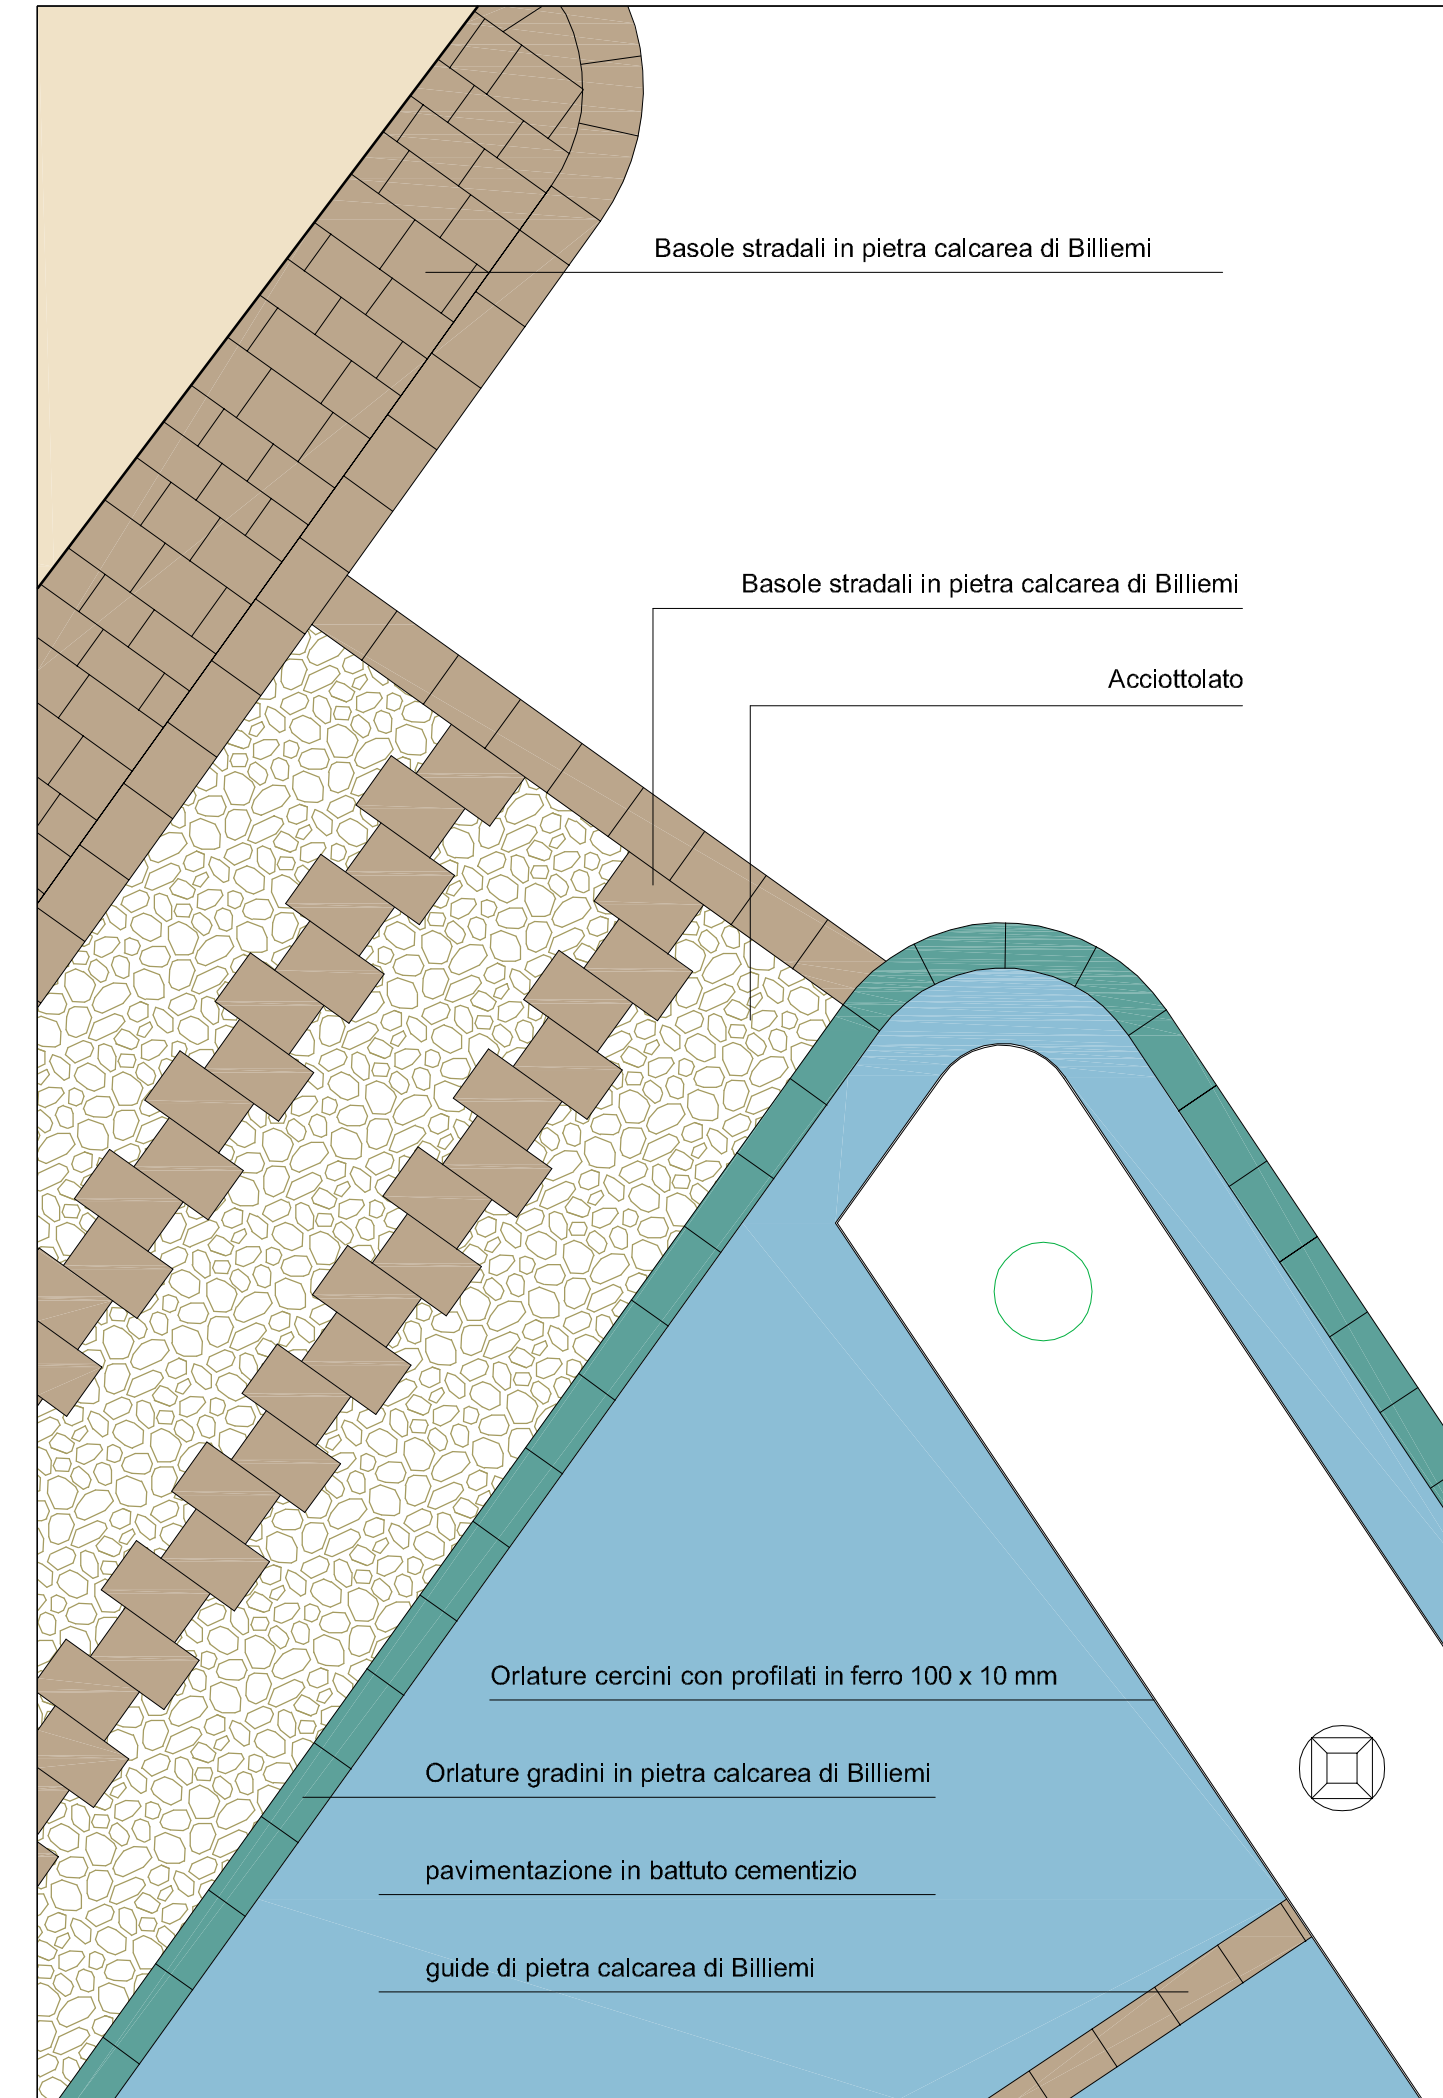 Basole stradali in pietra calcarea di Billiemi
Basole stradali in pietra calcarea di Billiemi
Acciottolato
Orlature cercini con profilati in ferro 100 x 10 mm
Orlature gradini in pietra calcarea di Billiemi
pavimentazione in battuto cementizio
guide di pietra calcarea di Billiemi